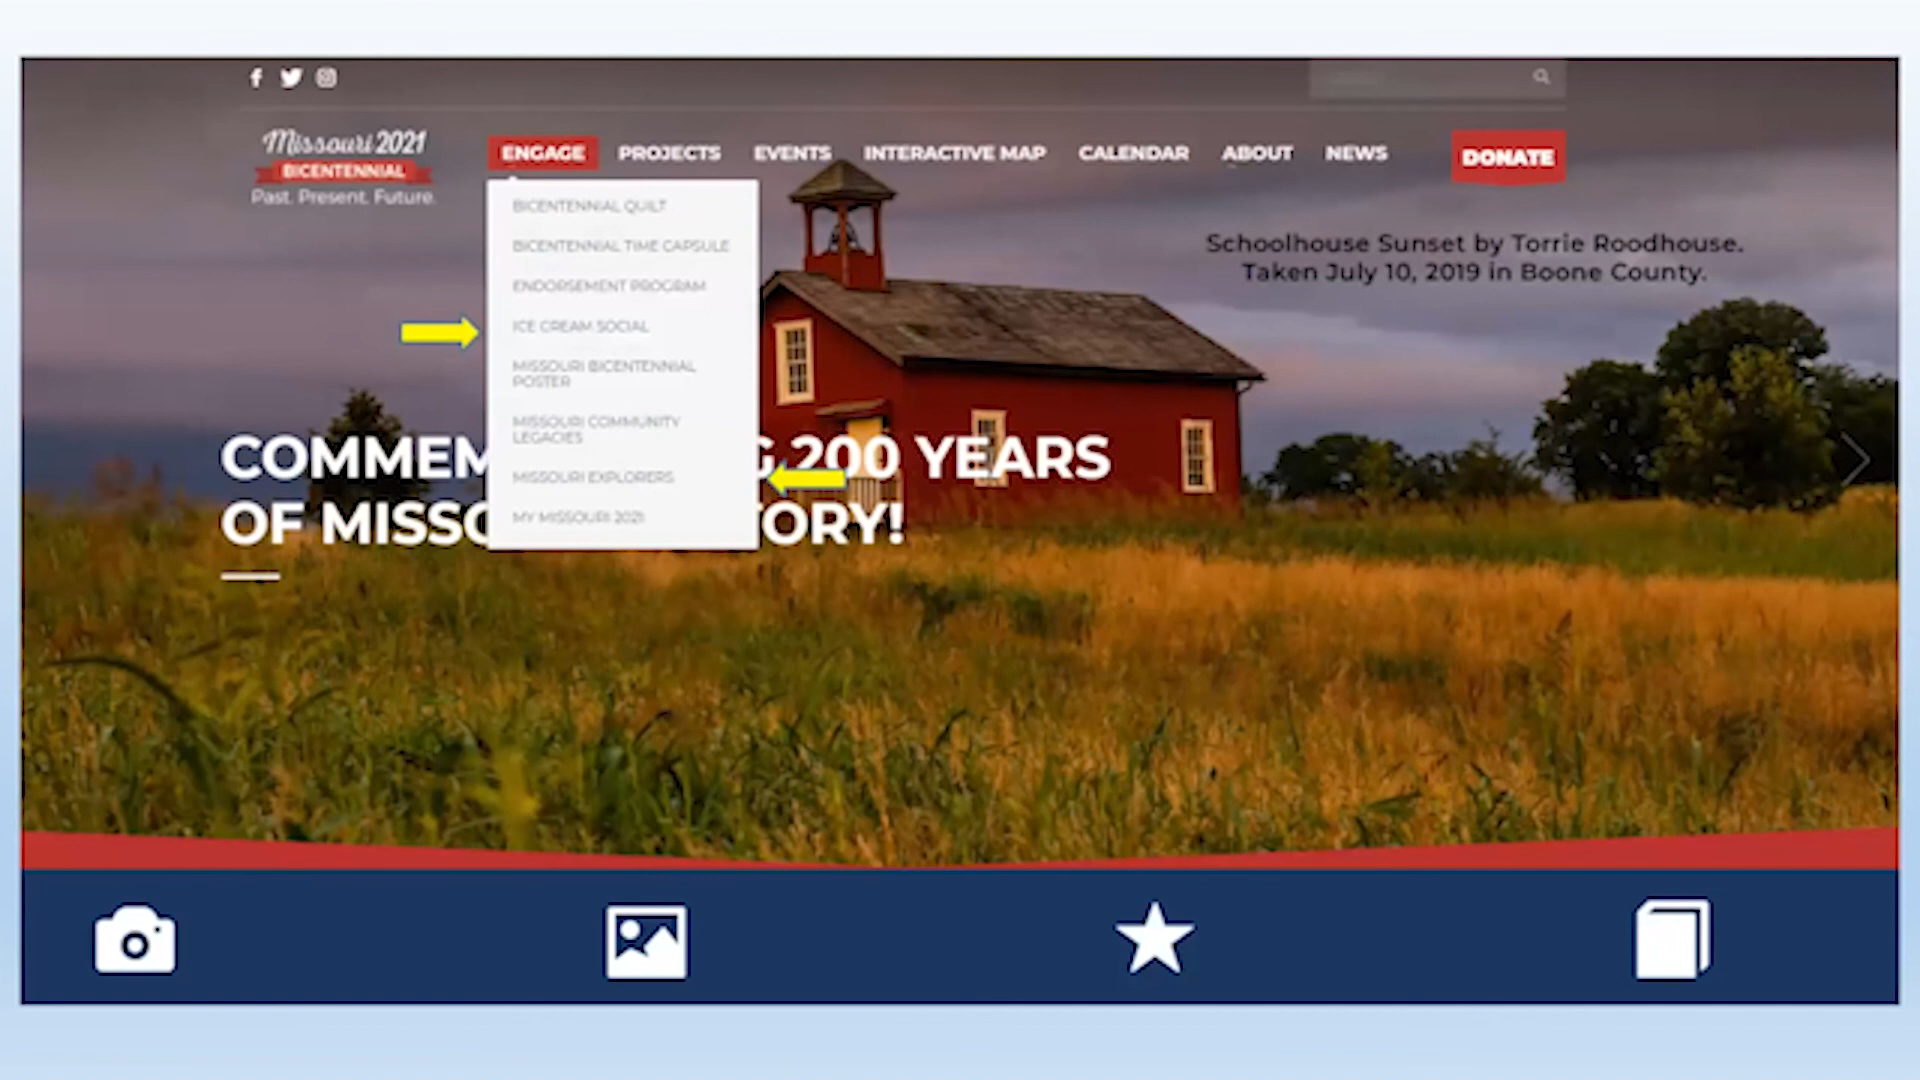 Missouri 2021
BICENTENNIAL
Past. Present. Future.
ENGAGE PROJECTS EVENTS INTERACTIVE MAP CALENDAR ABOUT NEWS DONATE
BICENTENNIAL QUILT
BICENTENNIAL TIME CAPSULE
ENDORSEMENT PROGRAM
ICE CREAM SOCIAL
MISSOURI BICENTENNIAL
POSTER
MISSOURI COMMUNITY
LEGACIES
MISSOURI EXPLORERS
MY MISSOURI 2021
Schoolhouse Sunset by Torrie Roodhouse.
Taken July 10, 2019 in Boone County.
COMMEM G 200 YEARS
OF MISSO TORY!